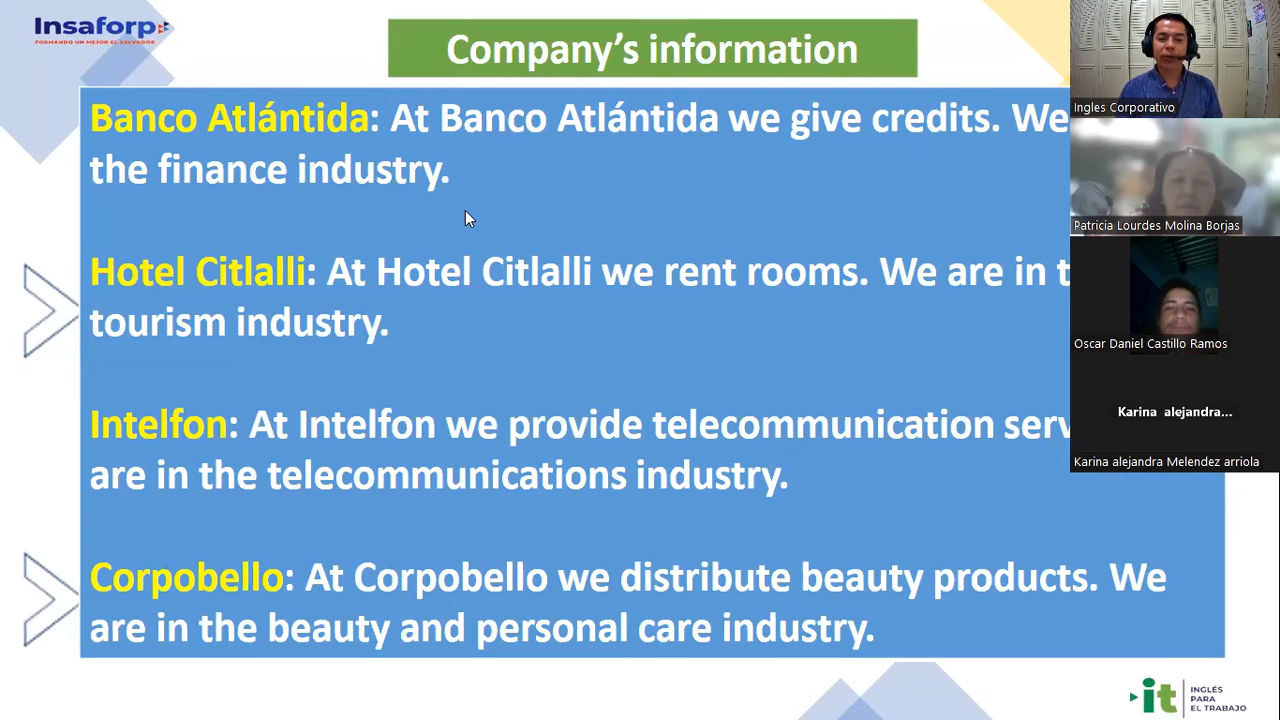 Insaforp
FORMANDO UN MEJOR EL SALVADOR
Company's information
Banco Atlántida: At Banco Atlántida we give credits. We
the finance industry.
Hotel Citlalli: At Hotel Citlalli we rent rooms. We are in t
tourism industry.
Intelfon: At Intelfon we provide telecommunication serv
are in the telecommunications industry.
Corpobello: At Corpobello we distribute beauty products. We
are in the beauty and personal care industry.
Ingles Corporativo
Patricia Lourdes Molina Borjas
Oscar Daniel Castillo Ramos
Karina alejandra...
Karina alejandra Melendez arriola
it
INGLÉS
PARA
EL TRABAJO